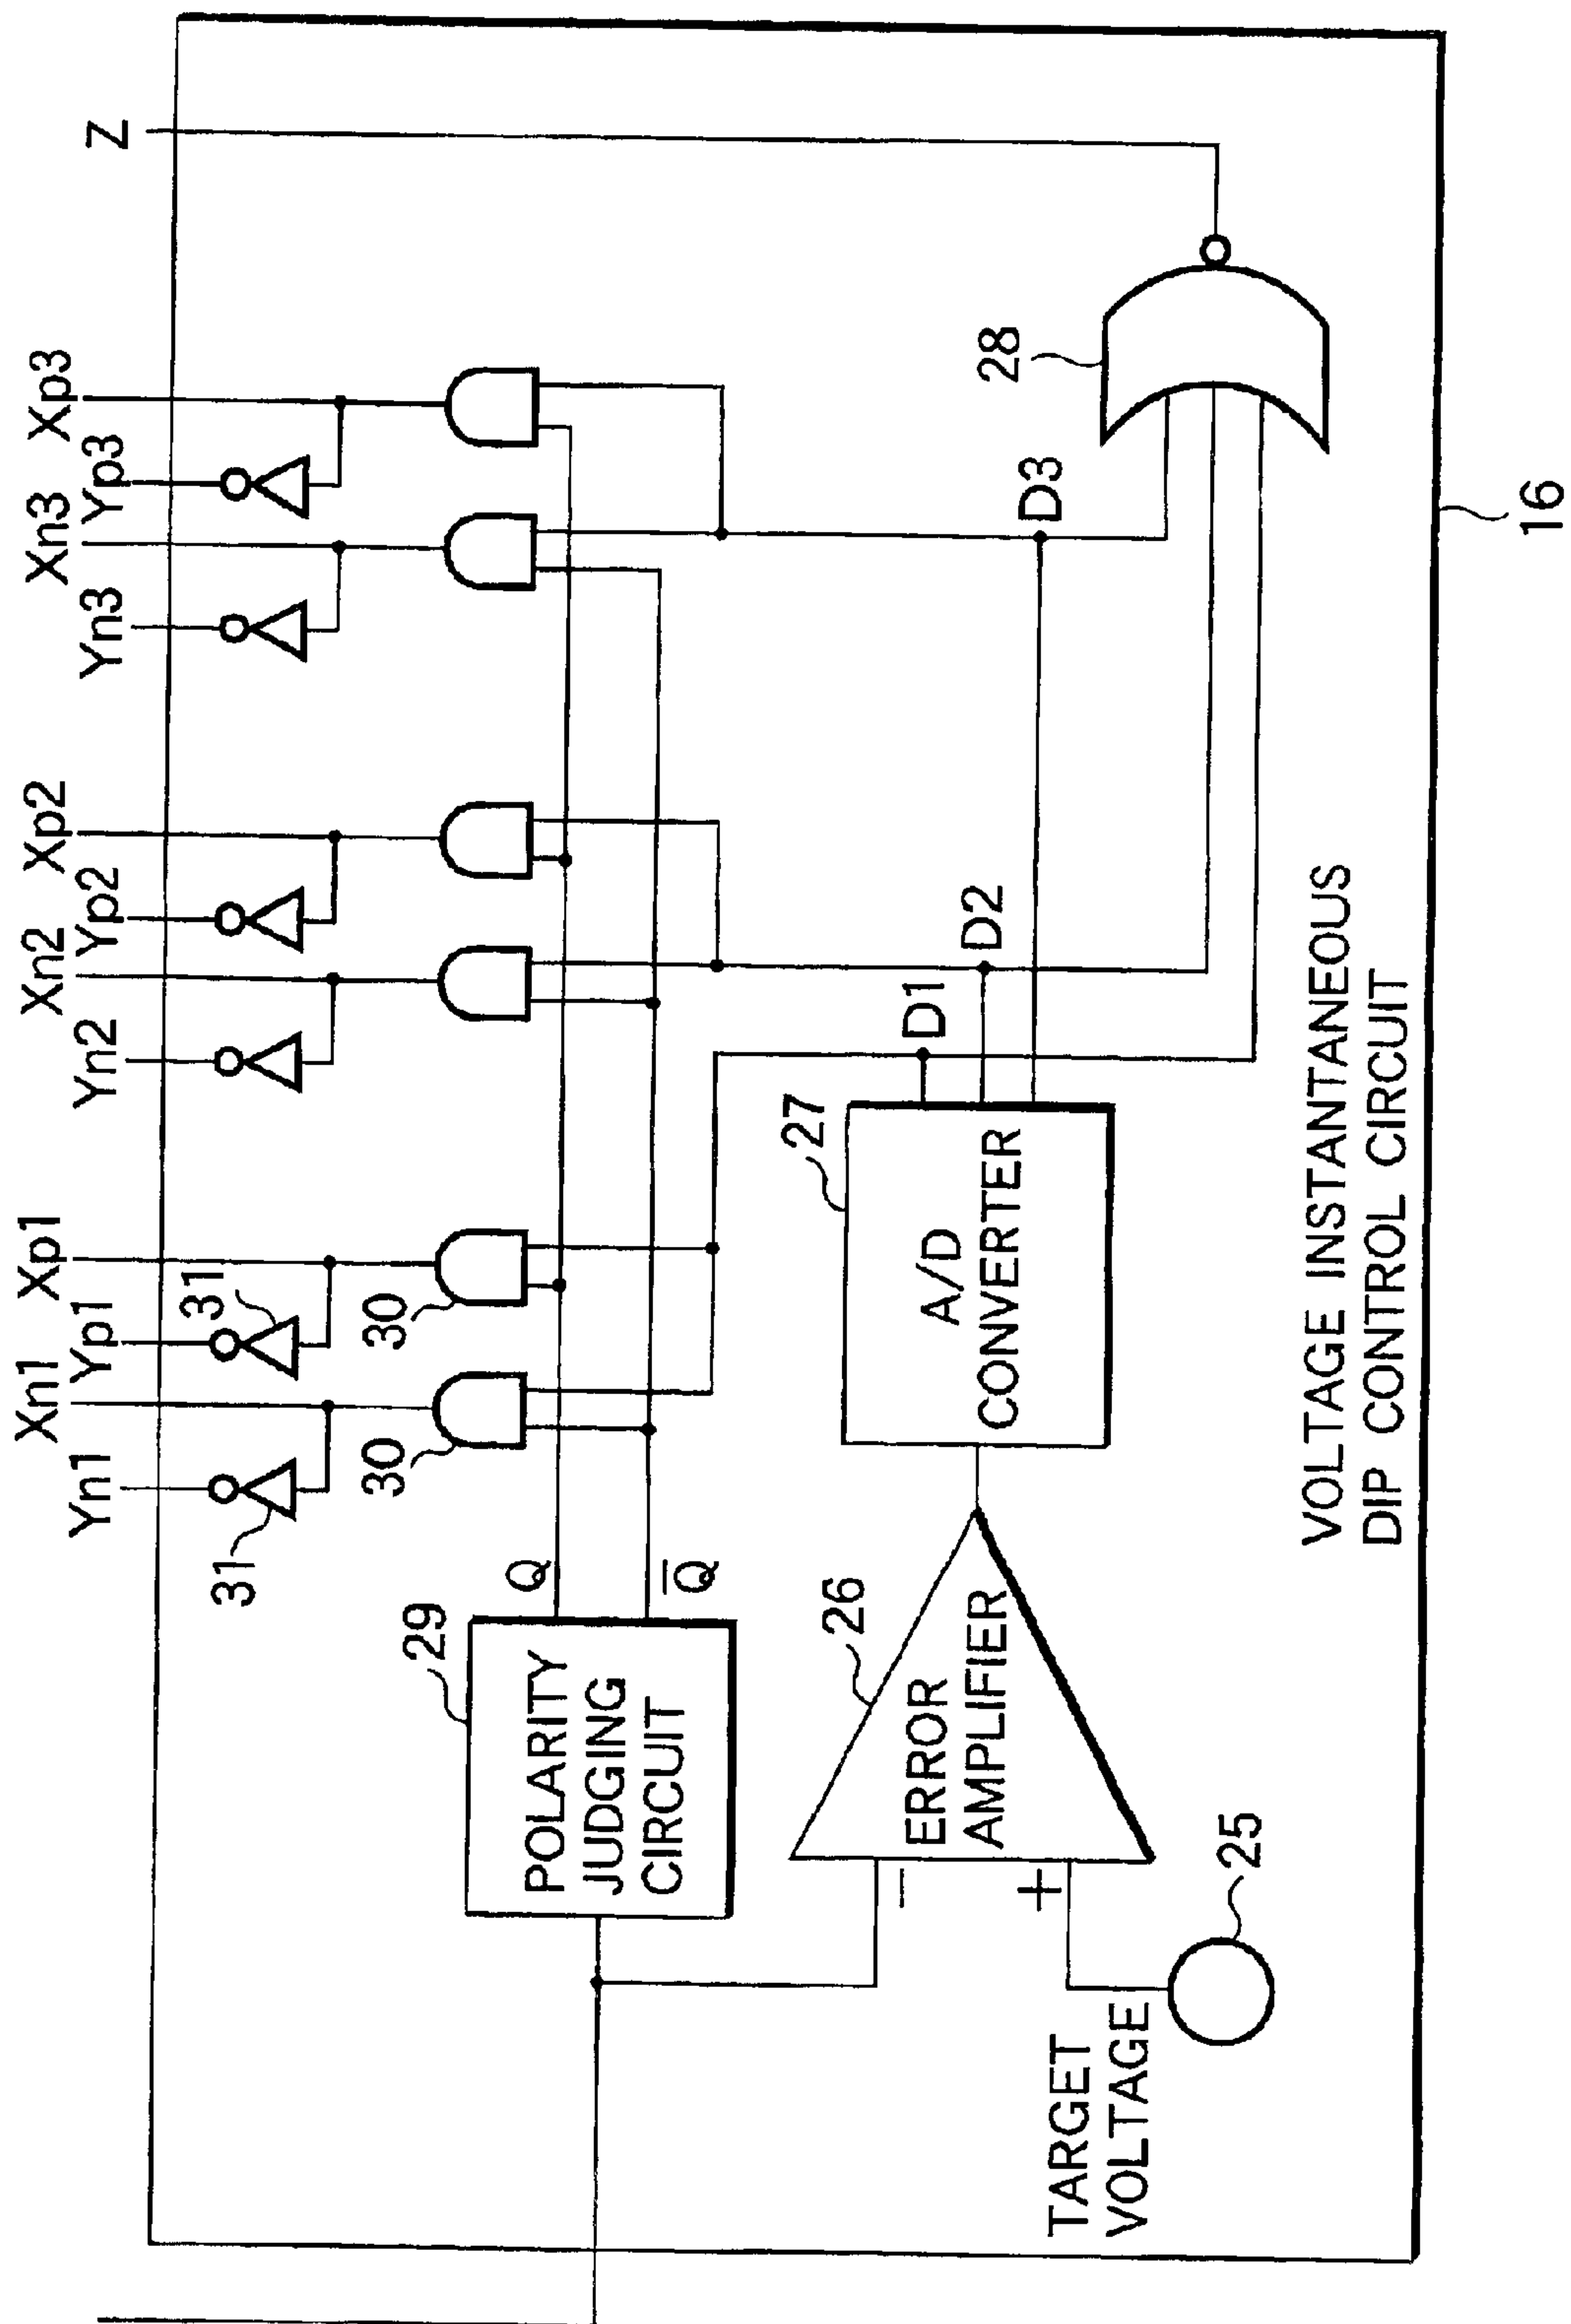 Yn1
Xn1
Yp1
Xp1
Yn2
Xn2
Yp2
Xp2
Yn3
Xn3
Yp3
Xp3
Z
31
31
30
30
29
POLARITY
JUDGING
CIRCUIT
Q
Q̅
TARGET
VOLTAGE
25
−
+
26
ERROR
AMPLIFIER
27
A/D
CONVERTER
D1
D2
D3
28
VOLTAGE INSTANTANEOUS
DIP CONTROL CIRCUIT
16